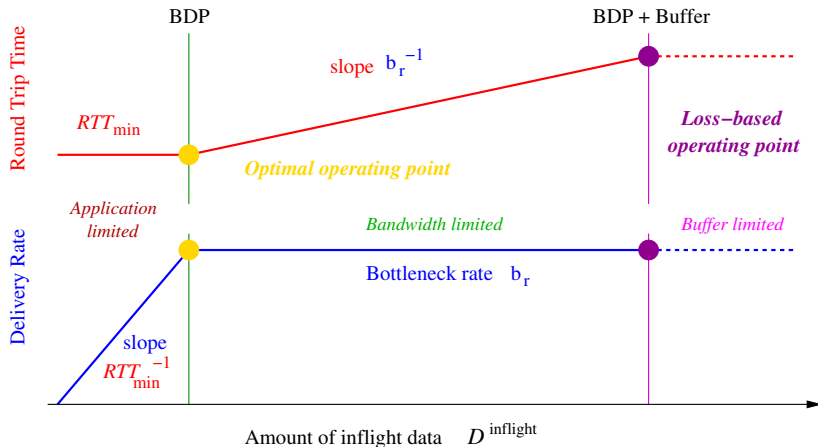 BDP
BDP + Buffer
Round Trip Time
slope b_r^{-1}
RTT_min
Loss−based
operating point
Optimal operating point
Application
limited
Bandwidth limited
Buffer limited
Delivery Rate
Bottleneck rate b_r
slope
RTT_min^{−1}
Amount of inflight data D^{inflight}